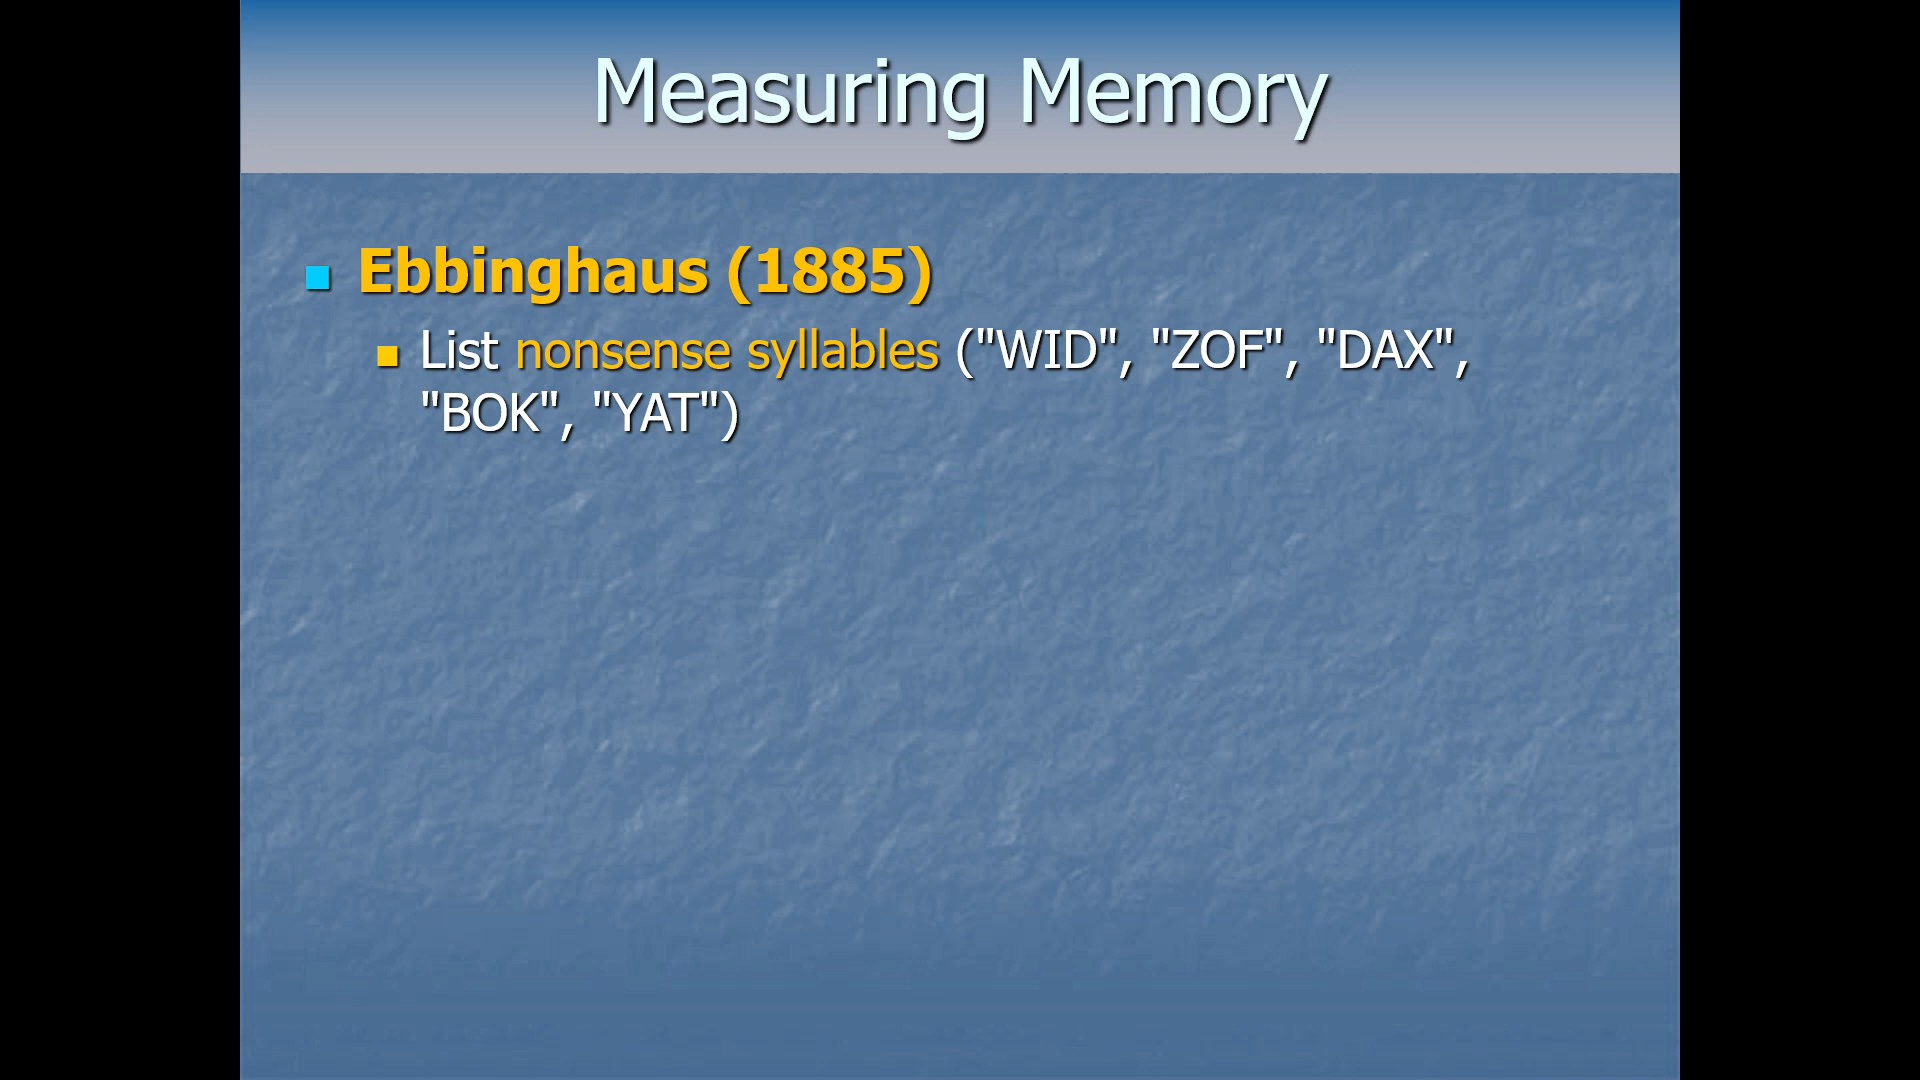 Measuring Memory
Ebbinghaus (1885)
List nonsense syllables ("WID", "ZOF", "DAX",
"BOK", "YAT")